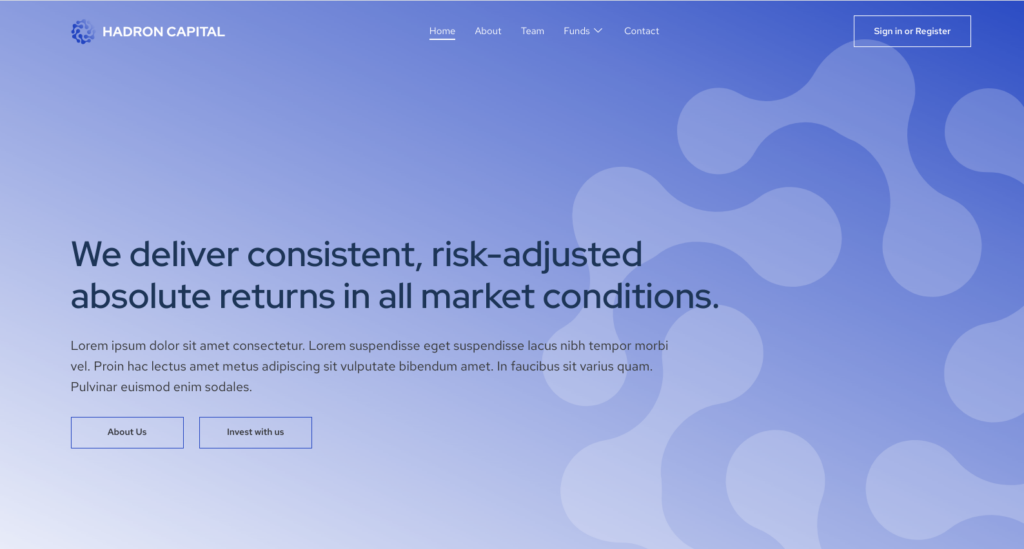 HADRON CAPITAL
Home About Team Funds Contact
Sign in or Register
We deliver consistent, risk-adjusted
absolute returns in all market conditions.
Lorem ipsum dolor sit amet consectetur. Lorem suspendisse eget suspendisse lacus nibh tempor morbi
vel. Proin hac lectus amet metus adipiscing sit vulputate bibendum amet. In faucibus sit varius quam.
Pulvinar euismod enim sodales.
About Us
Invest with us